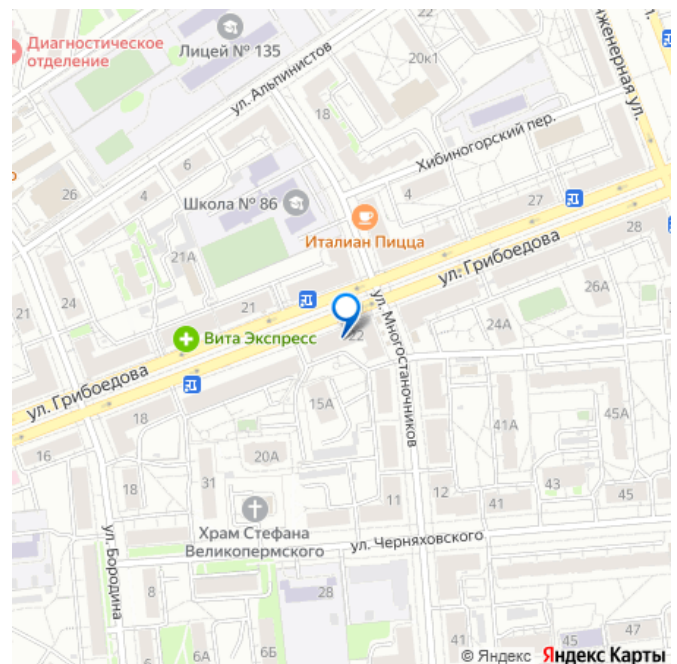 22
Диагностическое
отделение
Лицей № 135
20к1
Инженерная ул.
ул. Альпинистов
18
Хибиногорский пер.
6
26
4
Школа № 86
4
27
Италиан Пицца
28
21А
ул. Грибоедова
26А
21
24
21
ул. Многостаночников
24А
Вита Экспресс
22
ул. Грибоедова
15А
18
45А
41А
16
20А
18
31
43
45
11
12
41
Храм Стефана
Великопермского
ул. Черняховского
ул. Бородина
8
28
6А
6Б
41
45
47
© Яндекс Яндекс Карты